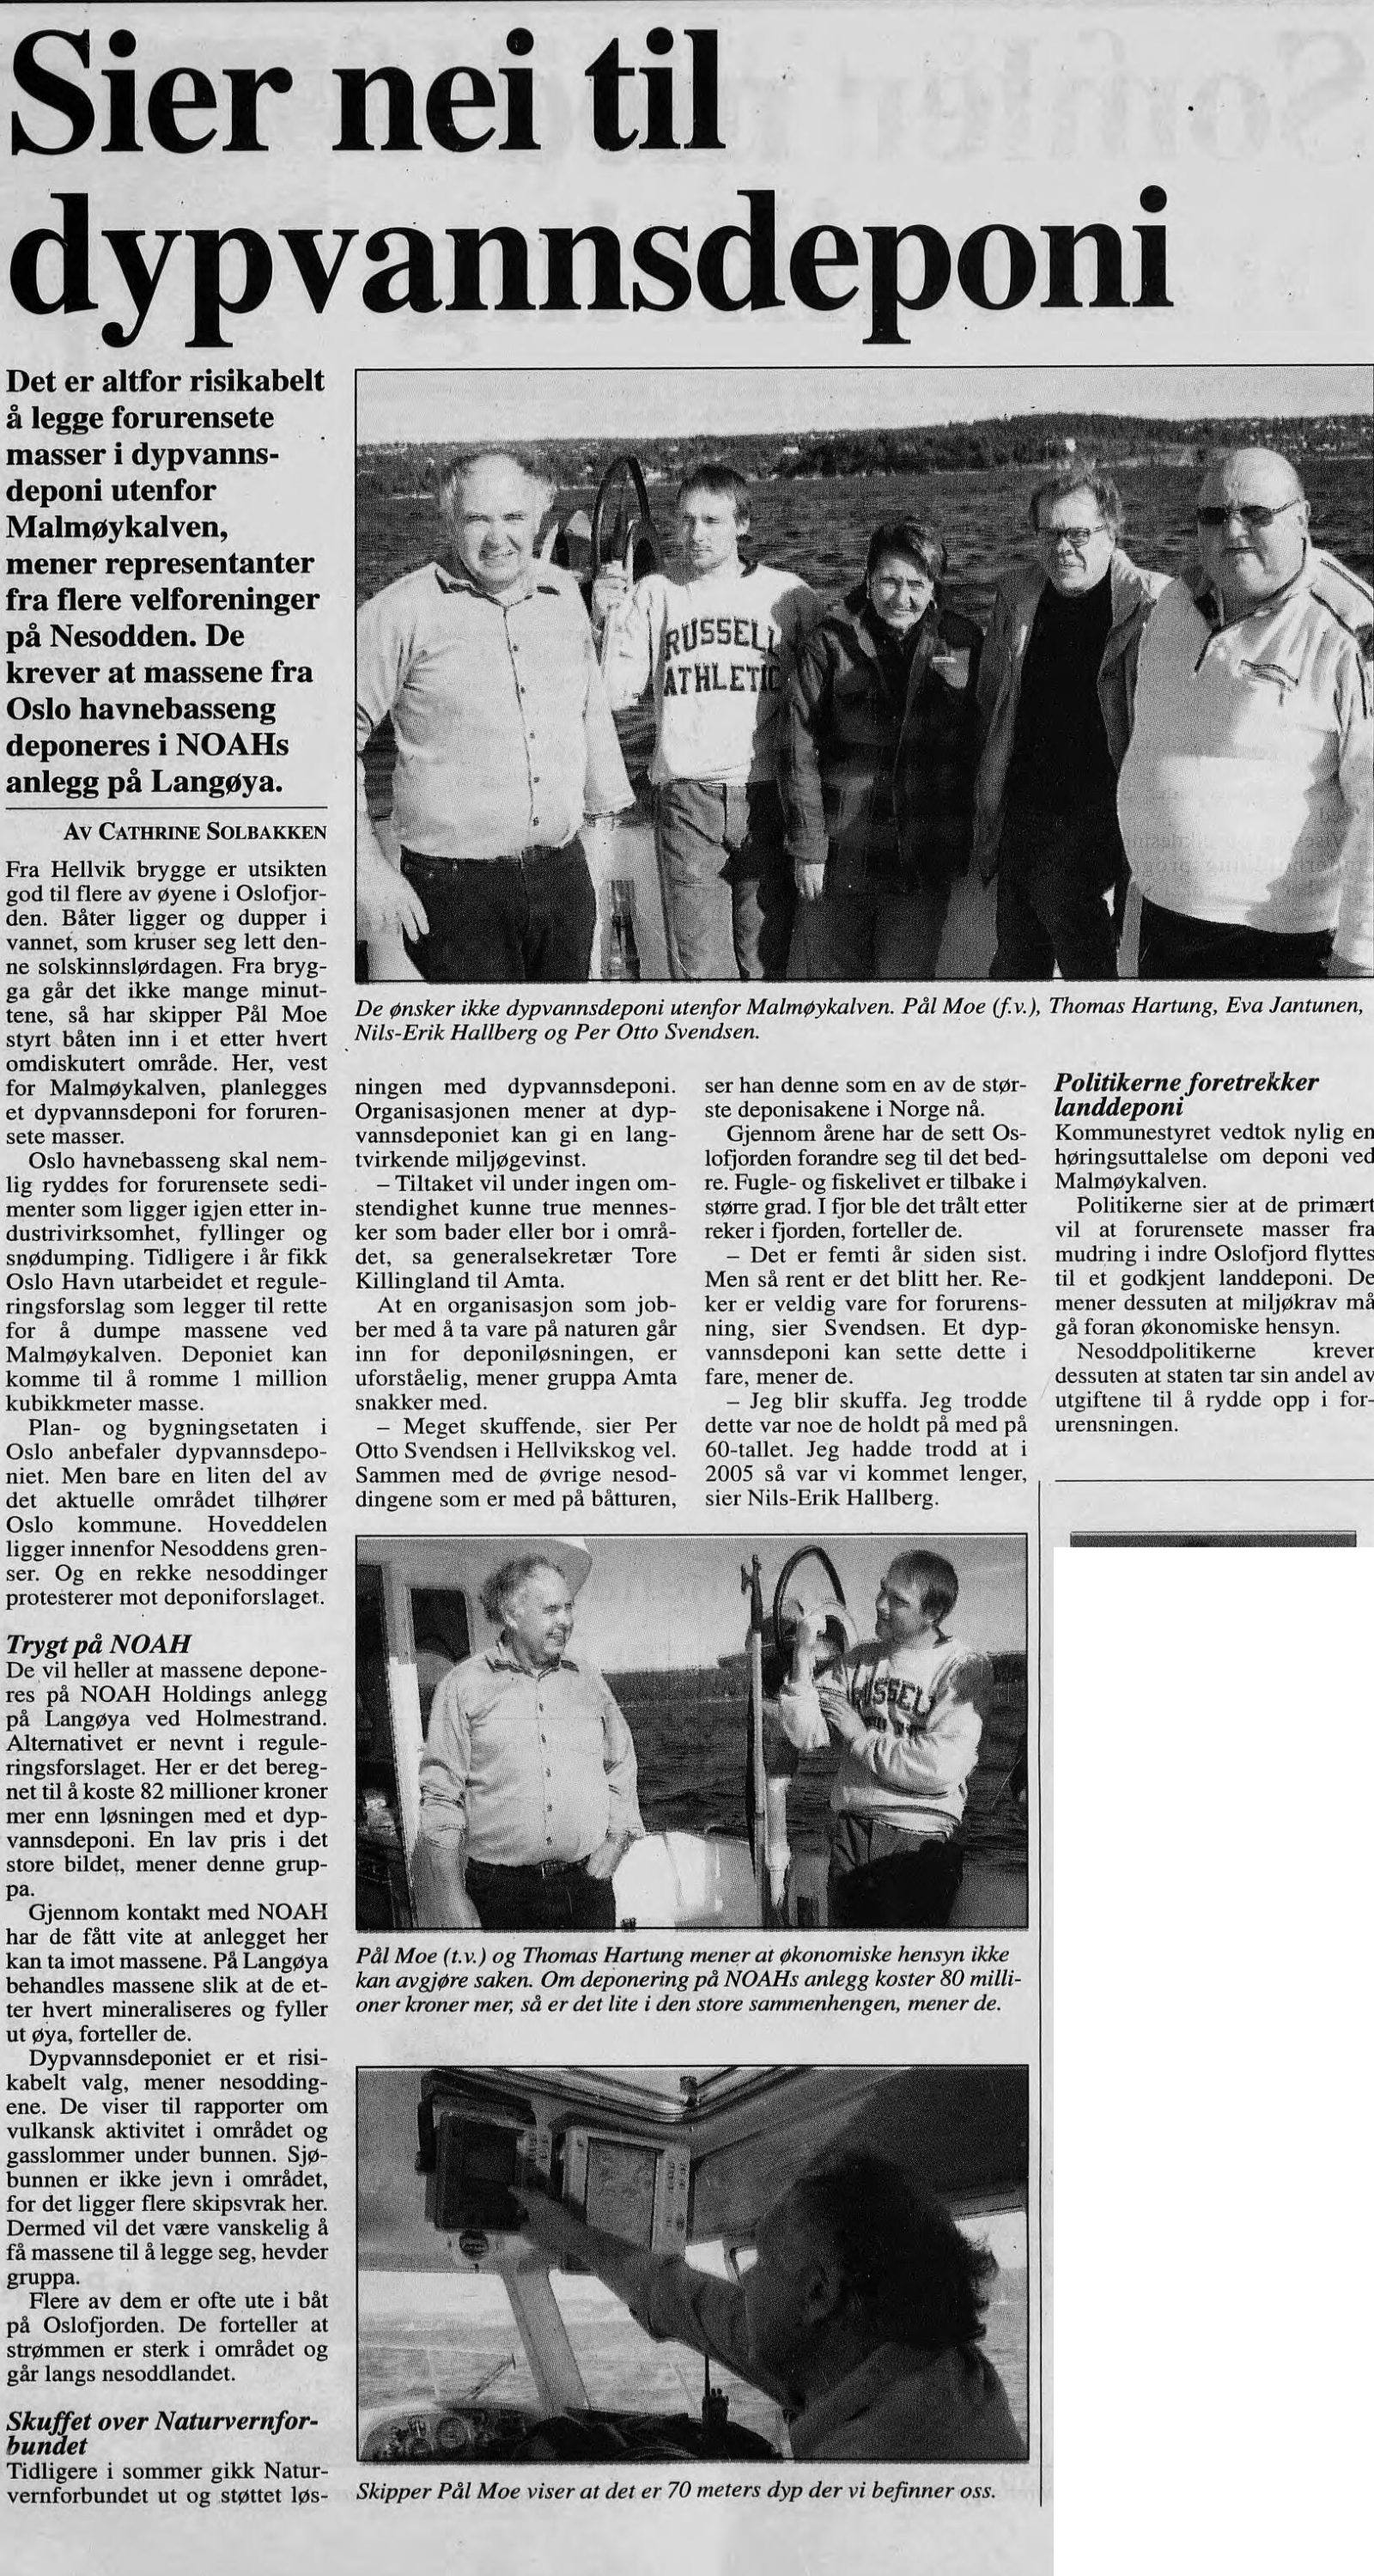 Sier nei til
dypvannsdeponi
Det er altfor risikabelt
å legge forurensete
masser i dypvanns-
deponi utenfor
Malmøykalven,
mener representanter
fra flere velforeninger
på Nesodden. De
krever at massene fra
Oslo havnebasseng
deponeres i NOAHs
anlegg på Langøya.
AV CATHRINE SOLBAKKEN
Fra Hellvik brygge er utsikten
god til flere av øyene i Oslofjor-
den. Båter ligger og dupper i
vannet, som kruser seg lett den-
ne solskinnslørdagen. Fra bryg-
ga går det ikke mange minut-
tene, så har skipper Pål Moe
styrt båten inn i et etter hvert
omdiskutert område. Her, vest
for Malmøykalven, planlegges
et dypvannsdeponi for foruren-
sete masser.
Oslo havnebasseng skal nem-
lig ryddes for forurensete sedi-
menter som ligger igjen etter in-
dustrivirksomhet, fyllinger og
snødumping. Tidligere i år fikk
Oslo Havn utarbeidet et regule-
ringsforslag som legger til rette
for å dumpe massene ved
Malmøykalven. Deponiet kan
komme til å romme 1 million
kubikkmeter masse.
Plan- og bygningsetaten i
Oslo anbefaler dypvannsdepo-
niet. Men bare en liten del av
det aktuelle området tilhører
Oslo kommune. Hoveddelen
ligger innenfor Nesoddens gren-
ser. Og en rekke nesoddinger
protesterer mot deponiforslaget.
Trygt på NOAH
De vil heller at massene depone-
res på NOAH Holdings anlegg
på Langøya ved Holmestrand.
Alternativet er nevnt i regule-
ringsforslaget. Her er det bereg-
net til å koste 82 millioner kroner
mer enn løsningen med et dyp-
vannsdeponi. En lav pris i det
store bildet, mener denne grup-
pa.
Gjennom kontakt med NOAH
har de fått vite at anlegget her
kan ta imot massene. På Langøya
behandles massene slik at de et-
ter hvert mineraliseres og fyller
ut øya, forteller de.
Dypvannsdeponiet er et risi-
kabelt valg, mener nesodding-
ene. De viser til rapporter om
vulkansk aktivitet i området og
gasslommer under bunnen. Sjø-
bunnen er ikke jevn i området,
for det ligger flere skipsvrak her.
Dermed vil det være vanskelig å
få massene til å legge seg, hevder
gruppa.
Flere av dem er ofte ute i båt
på Oslofjorden. De forteller at
strømmen er sterk i området og
går langs nesoddlandet.
Skuffet over Naturvernfor-
bundet
Tidligere i sommer gikk Natur-
vernforbundet ut og støttet løs-
RUSSELL
ATHLETIC
De ønsker ikke dypvannsdeponi utenfor Malmøykalven. Pål Moe (f.v.), Thomas Hartung, Eva Jantunen,
Nils-Erik Hallberg og Per Otto Svendsen.
ningen med dypvannsdeponi.
Organisasjonen mener at dyp-
vannsdeponiet kan gi en lang-
tvirkende miljøgevinst.
– Tiltaket vil under ingen om-
stendighet kunne true mennes-
ker som bader eller bor i områ-
det, sa generalsekretær Tore
Killingland til Amta.
At en organisasjon som job-
ber med å ta vare på naturen går
inn for deponiløsningen, er
uforståelig, mener gruppa Amta
snakker med.
– Meget skuffende, sier Per
Otto Svendsen i Hellvikskog vel.
Sammen med de øvrige nesod-
dingene som er med på båtturen,
ser han denne som en av de stør-
ste deponisakene i Norge nå.
Gjennom årene har de sett Os-
lofjorden forandre seg til det bed-
re. Fugle- og fiskelivet er tilbake i
større grad. I fjor ble det trålt etter
reker i fjorden, forteller de.
– Det er femti år siden sist.
Men så rent er det blitt her. Re-
ker er veldig vare for forurens-
ning, sier Svendsen. Et dyp-
vannsdeponi kan sette dette i
fare, mener de.
– Jeg blir skuffa. Jeg trodde
dette var noe de holdt på med på
60-tallet. Jeg hadde trodd at i
2005 så var vi kommet lenger,
sier Nils-Erik Hallberg.
Politikerne foretrekker
landdeponi
Kommunestyret vedtok nylig en
høringsuttalelse om deponi ved
Malmøykalven.
Politikerne sier at de primært
vil at forurensete masser fra
mudring i indre Oslofjord flyttes
til et godkjent landdeponi. De
mener dessuten at miljøkrav må
gå foran økonomiske hensyn.
Nesoddpolitikerne krever
dessuten at staten tar sin andel av
utgiftene til å rydde opp i for-
urensningen.
Pål Moe (t.v.) og Thomas Hartung mener at økonomiske hensyn ikke
kan avgjøre saken. Om deponering på NOAHs anlegg koster 80 milli-
oner kroner mer, så er det lite i den store sammenhengen, mener de.
Skipper Pål Moe viser at det er 70 meters dyp der vi befinner oss.